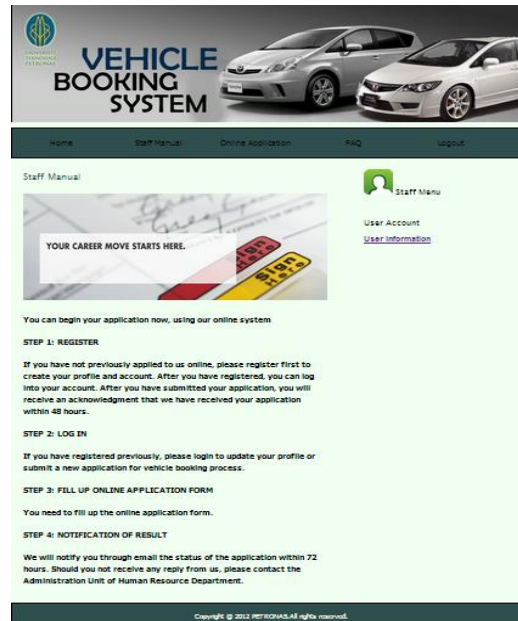 UNIVERSITI
TEKNOLOGI
PETRONAS
VEHICLE
BOOKING
SYSTEM
Home Staff Manual Online Application FAQ Logout
Staff Manual
YOUR CAREER MOVE STARTS HERE.
Sign Here
Sign Here
You can begin your application now, using our online system
STEP 1: REGISTER
If you have not previously applied to us online, please register first to
create your profile and account. After you have registered, you can log
into your account. After you have submitted your application, you will
receive an acknowledgment that we have received your application
within 48 hours.
STEP 2: LOG IN
If you have registered previously, please login to update your profile or
submit a new application for vehicle booking process.
STEP 3: FILL UP ONLINE APPLICATION FORM
You need to fill up the online application form.
STEP 4: NOTIFICATION OF RESULT
We will notify you through email the status of the application within 72
hours. Should you not receive any reply from us, please contact the
Administration Unit of Human Resource Department.
Staff Menu
User Account
User Information
Copyright @ 2012 PETRONAS.All rights reserved.